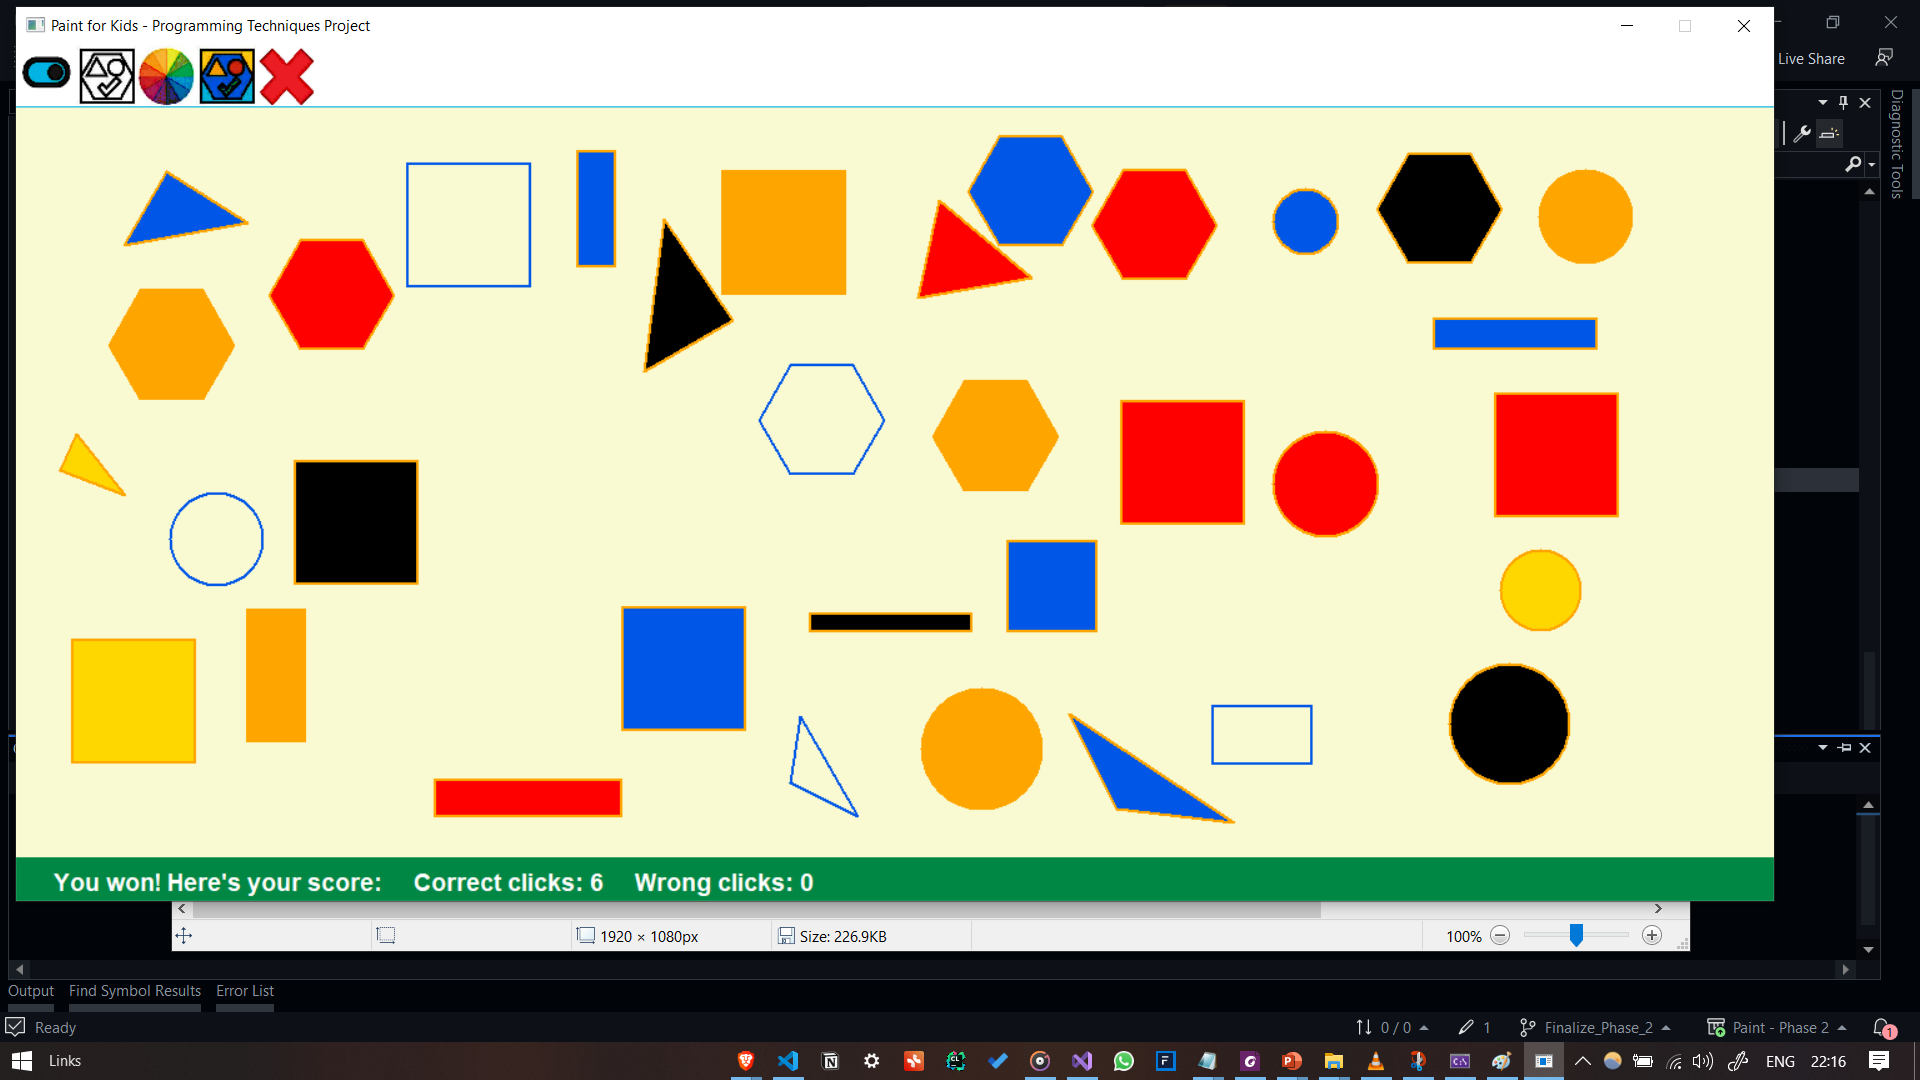 Paint for Kids - Programming Techniques Project
Live Share
Diagnostic Tools
You won! Here's your score: Correct clicks: 6 Wrong clicks: 0
1920 × 1080px
Size: 226.9KB
100%
Output Find Symbol Results Error List
Ready
0 / 0
1
Finalize_Phase_2
Paint - Phase 2
1
Links
ENG
22:16